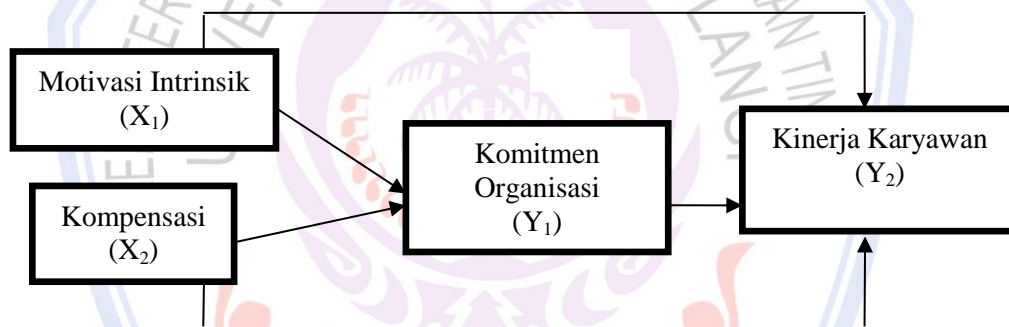 Motivasi Intrinsik
(X₁)
Kompensasi
(X₂)
Komitmen
Organisasi
(Y₁)
Kinerja Karyawan
(Y₂)